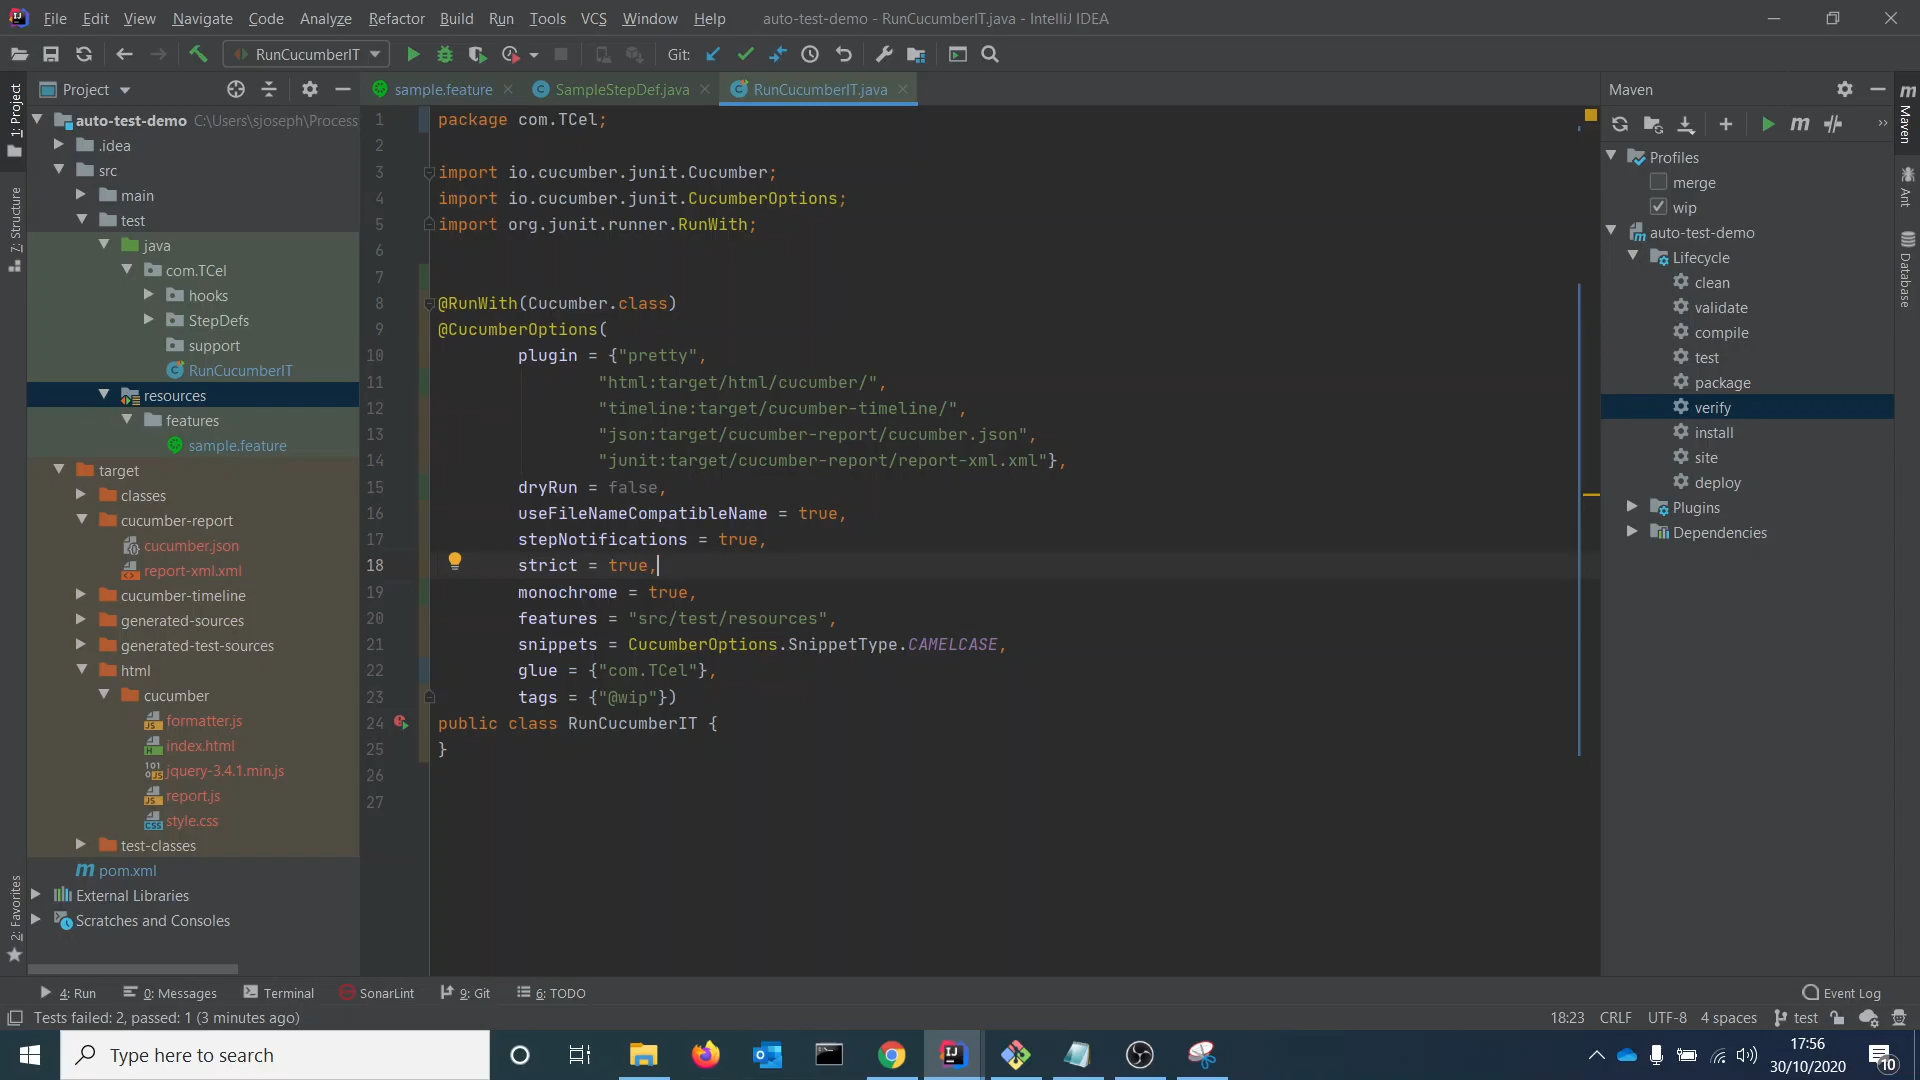 File Edit View Navigate Code Analyze Refactor Build Run Tools VCS Window Help auto-test-demo - RunCucumberIT.java - IntelliJ IDEA
RunCucumberIT Git:
Project
sample.feature SampleStepDef.java RunCucumberIT.java
Maven
1: Project
7: Structure
2: Favorites
auto-test-demo C:\Users\sjoseph\Process
.idea
src
main
test
java
com.TCel
hooks
StepDefs
support
RunCucumberIT
resources
features
sample.feature
target
classes
cucumber-report
cucumber.json
report-xml.xml
cucumber-timeline
generated-sources
generated-test-sources
html
cucumber
formatter.js
index.html
jquery-3.4.1.min.js
report.js
style.css
test-classes
pom.xml
External Libraries
Scratches and Consoles
1 package com.TCel;
2
3 import io.cucumber.junit.Cucumber;
4 import io.cucumber.junit.CucumberOptions;
5 import org.junit.runner.RunWith;
6
7
8 @RunWith(Cucumber.class)
9 @CucumberOptions(
10 plugin = {"pretty",
11 "html:target/html/cucumber/",
12 "timeline:target/cucumber-timeline/",
13 "json:target/cucumber-report/cucumber.json",
14 "junit:target/cucumber-report/report-xml.xml"},
15 dryRun = false,
16 useFileNameCompatibleName = true,
17 stepNotifications = true,
18 strict = true,
19 monochrome = true,
20 features = "src/test/resources",
21 snippets = CucumberOptions.SnippetType.CAMELCASE,
22 glue = {"com.TCel"},
23 tags = {"@wip"})
24 public class RunCucumberIT {
25 }
26
27
Profiles
merge
wip
auto-test-demo
Lifecycle
clean
validate
compile
test
package
verify
install
site
deploy
Plugins
Dependencies
Maven
Ant
Database
4: Run 0: Messages Terminal SonarLint 9: Git 6: TODO Event Log
Tests failed: 2, passed: 1 (3 minutes ago) 18:23 CRLF UTF-8 4 spaces test
Type here to search
17:56
30/10/2020
10